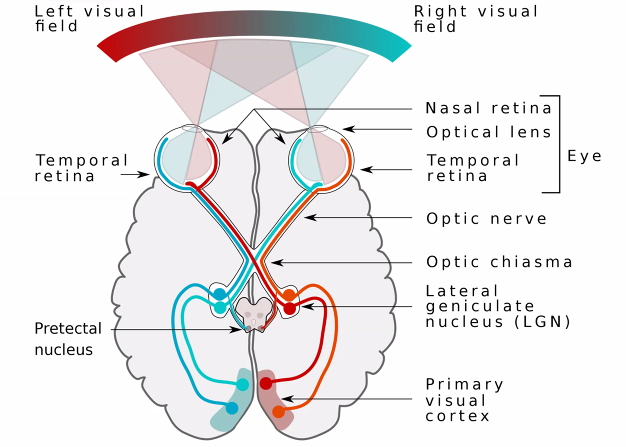 Left visual
field
Right visual
field
Nasal retina
Optical lens
Eye
Temporal
retina
Temporal
retina
Optic nerve
Optic chiasma
Lateral
geniculate
nucleus (LGN)
Pretectal
nucleus
Primary
visual
cortex